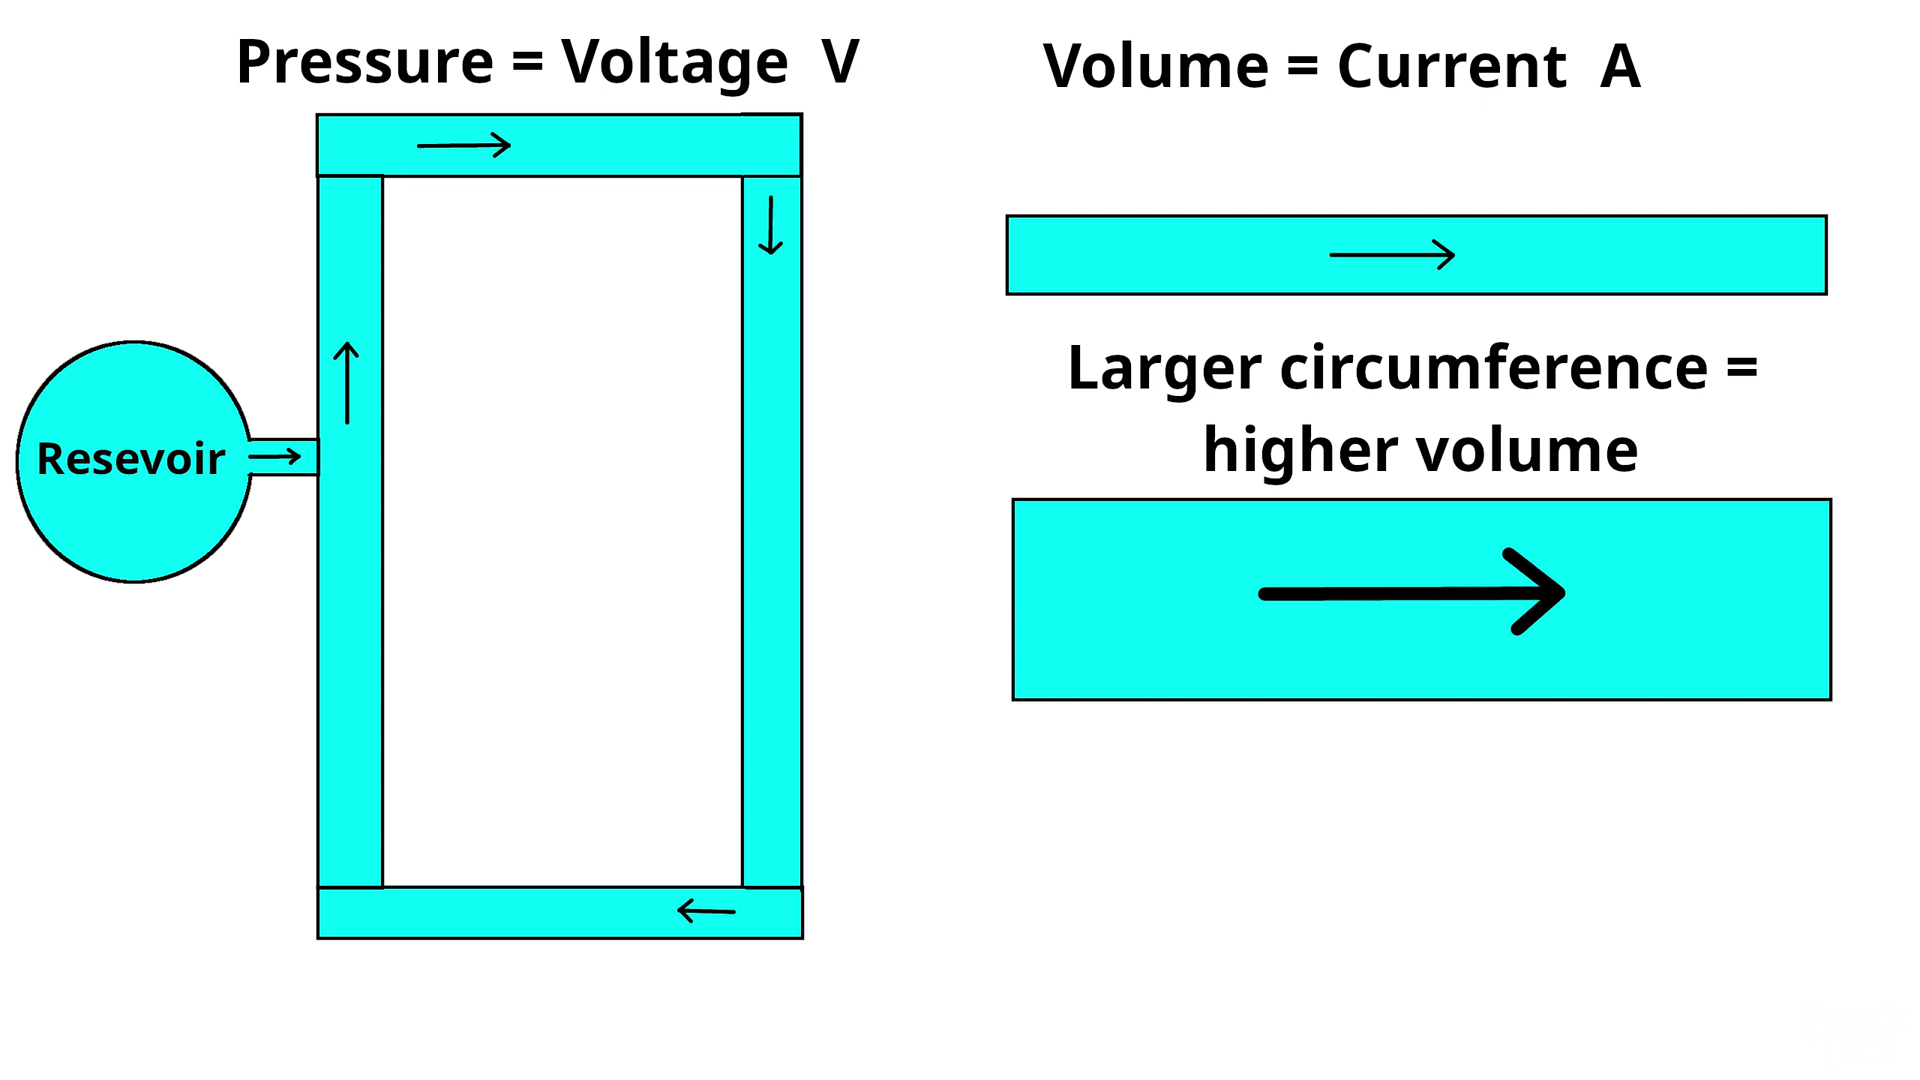 Pressure = Voltage V
Volume = Current A
Resevoir
Larger circumference =
higher volume